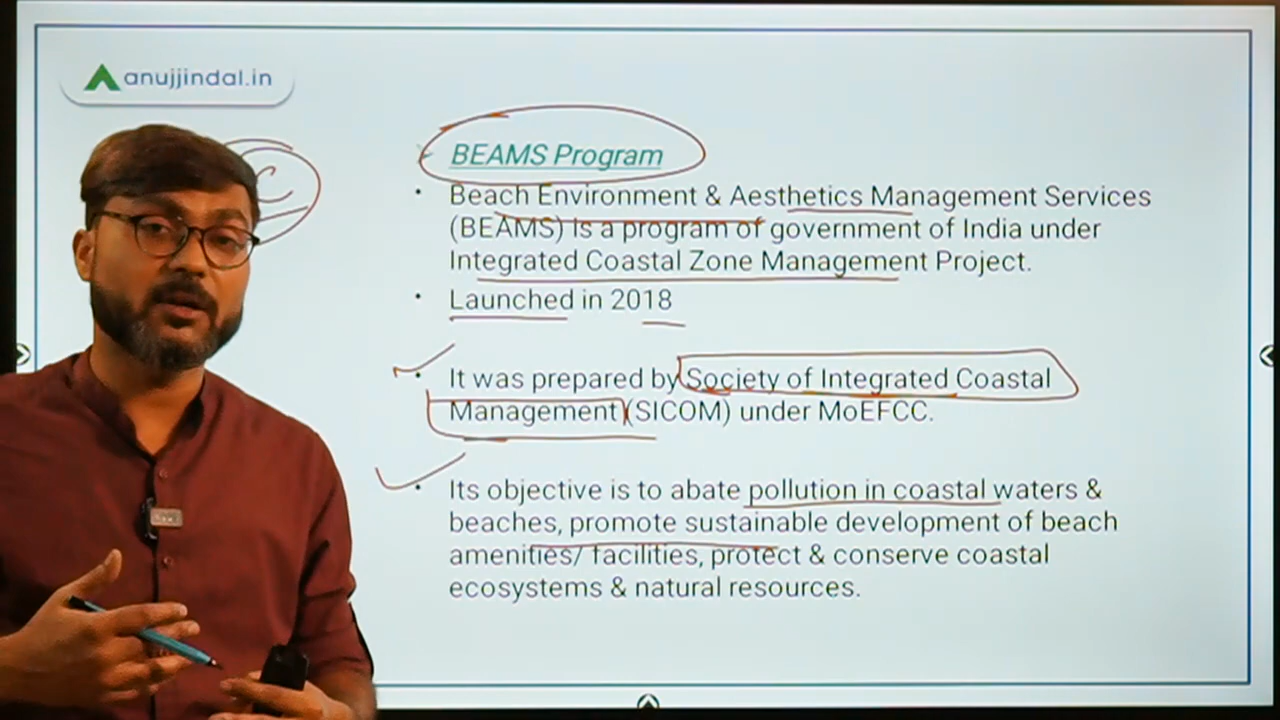 anujjindal.in
BEAMS Program
• Beach Environment & Aesthetics Management Services
(BEAMS) is a program of government of India under
Integrated Coastal Zone Management Project.
• Launched in 2018
• It was prepared by Society of Integrated Coastal
Management (SICOM) under MoEFCC.
• Its objective is to abate pollution in coastal waters &
beaches, promote sustainable development of beach
amenities/ facilities, protect & conserve coastal
ecosystems & natural resources.